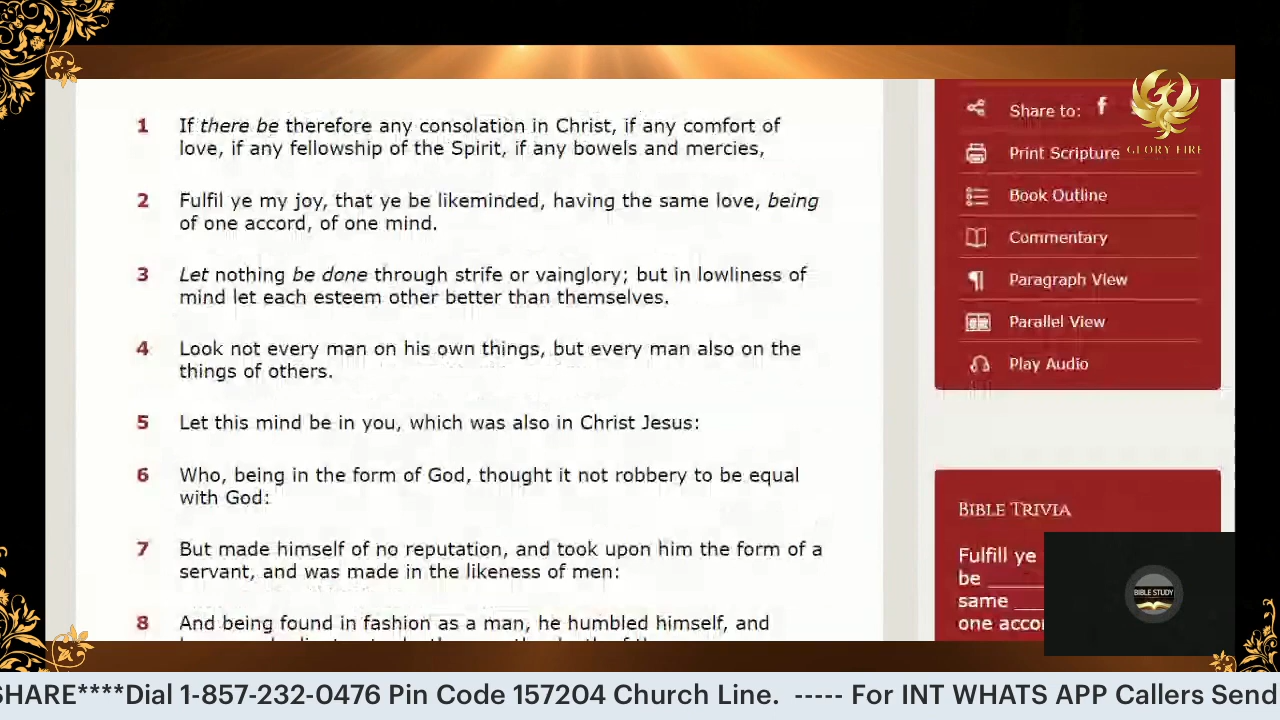 1 If there be therefore any consolation in Christ, if any comfort of
love, if any fellowship of the Spirit, if any bowels and mercies,
2 Fulfil ye my joy, that ye be likeminded, having the same love, being
of one accord, of one mind.
3 Let nothing be done through strife or vainglory; but in lowliness of
mind let each esteem other better than themselves.
4 Look not every man on his own things, but every man also on the
things of others.
5 Let this mind be in you, which was also in Christ Jesus:
6 Who, being in the form of God, thought it not robbery to be equal
with God:
7 But made himself of no reputation, and took upon him the form of a
servant, and was made in the likeness of men:
8 And being found in fashion as a man, he humbled himself, and
Share to:
GLORY FIRE
Print Scripture
Book Outline
Commentary
Paragraph View
Parallel View
Play Audio
BIBLE TRIVIA
Fulfill ye
be ____
same ___
one accor
BIBLE STUDY
SHARE****Dial 1-857-232-0476 Pin Code 157204 Church Line. ----- For INT WHATS APP Callers Send